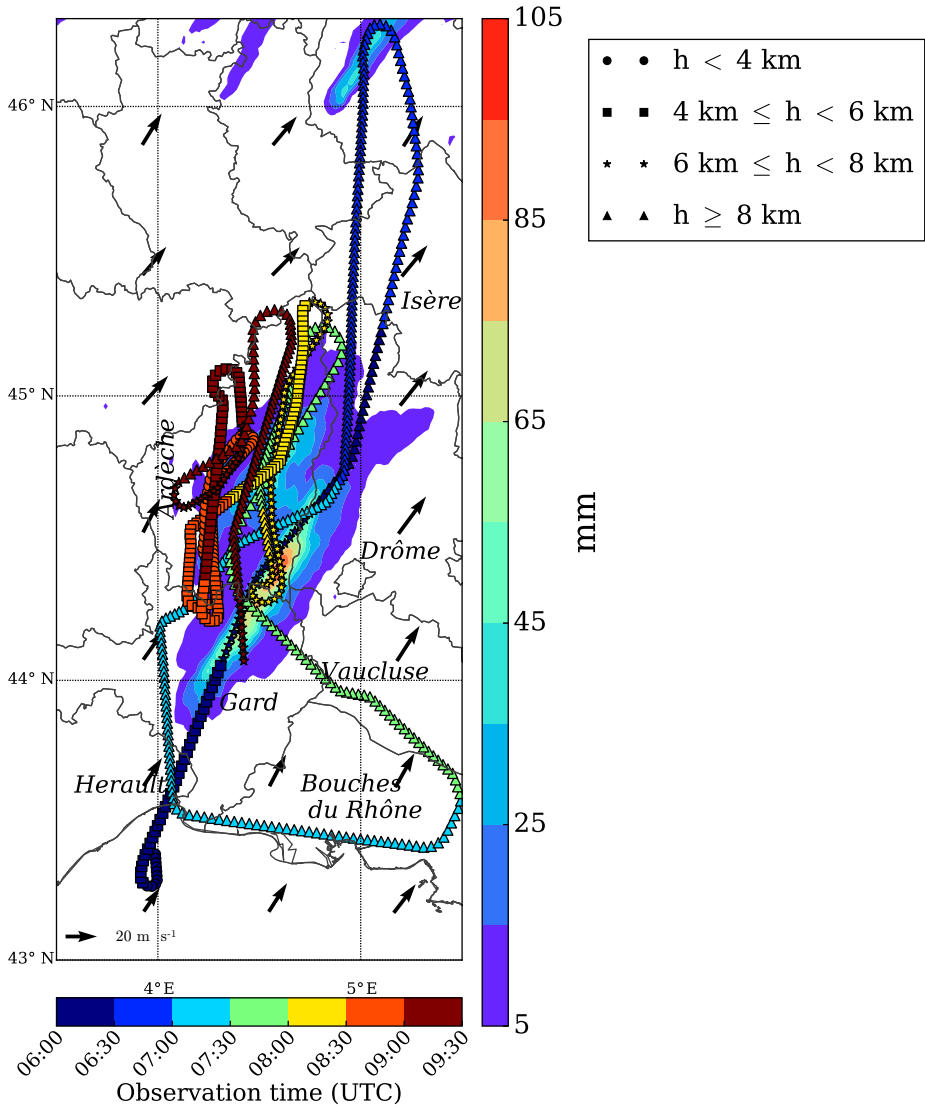 105
h < 4 km
4 km ≤ h < 6 km
6 km ≤ h < 8 km
h ≥ 8 km
46° N
85
Isère
45° N
65
Ardèche
mm
Drôme
45
44° N
Vaucluse
Gard
Herault
Bouches
du Rhône
25
20 m s⁻¹
43° N
4°E
5°E
5
06:00
06:30
07:00
07:30
08:00
08:30
09:00
09:30
Observation time (UTC)